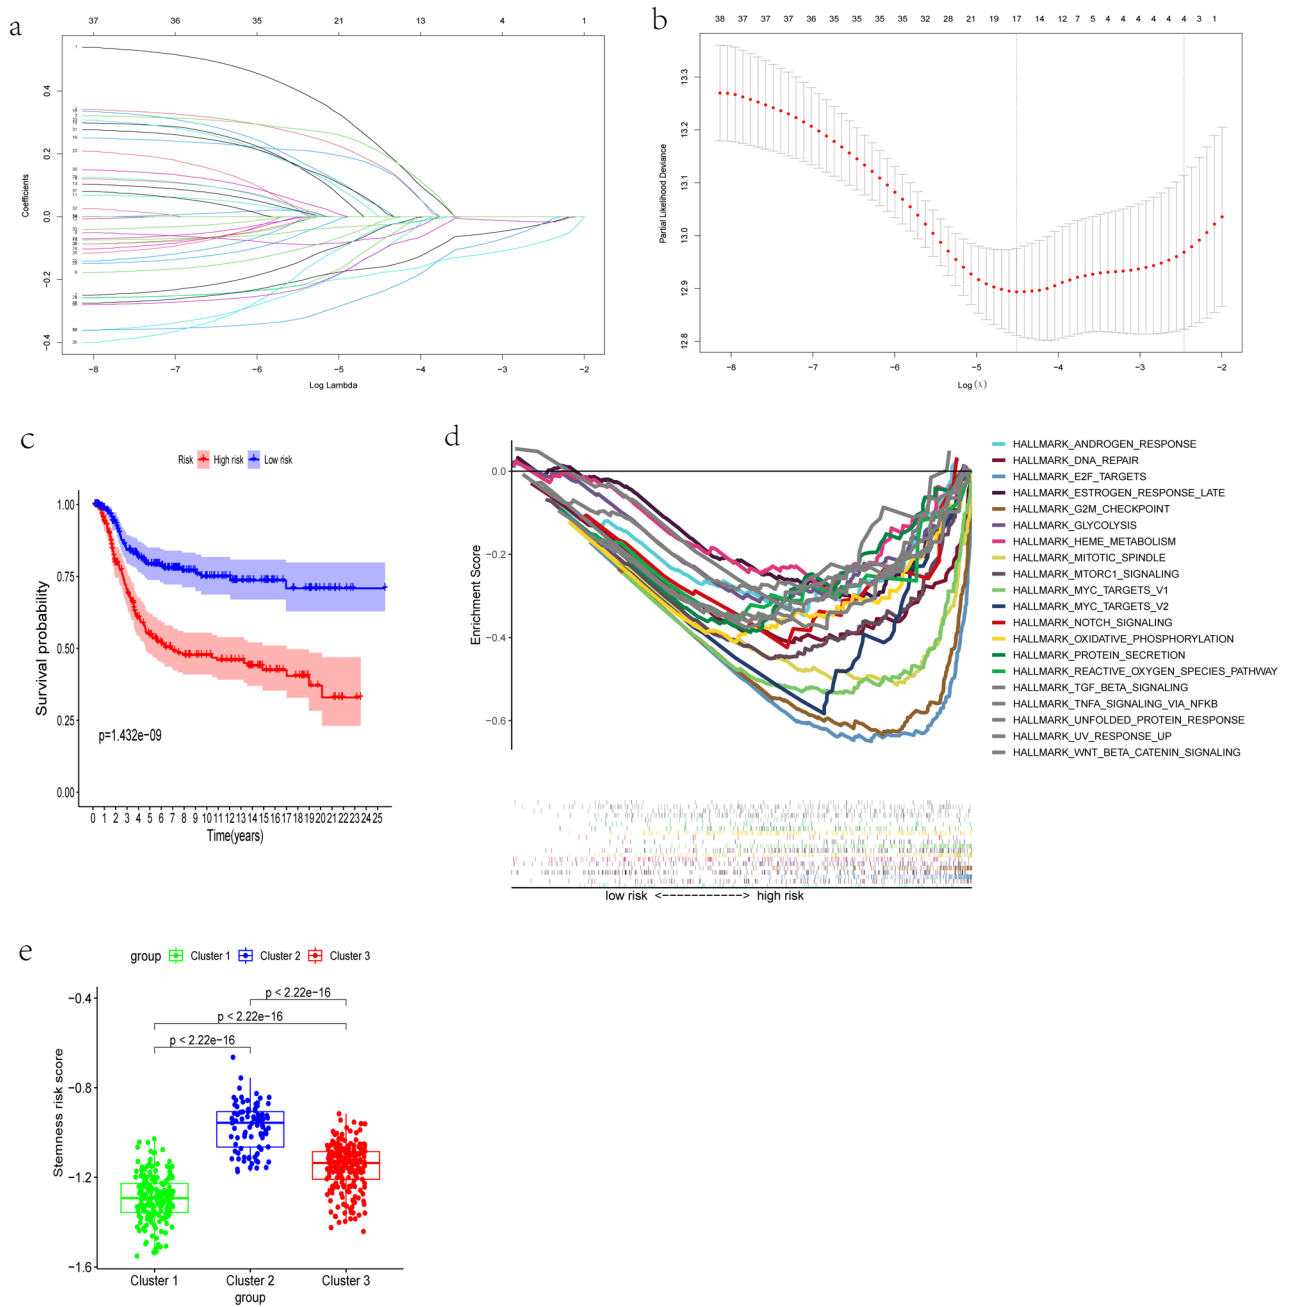 a
37 36 35 21 13 4 1
Coefficients
0.4
0.2
0.0
−0.2
−0.4
−8 −7 −6 −5 −4 −3 −2
Log Lambda
b
38 37 37 37 36 35 35 35 35 32 28 21 19 17 14 12 7 5 4 4 4 4 4 3 1
Partial Likelihood Deviance
13.3
13.2
13.1
13.0
12.9
12.8
−8 −7 −6 −5 −4 −3 −2
Log(λ)
c
Risk High risk Low risk
Survival probability
1.00
0.75
0.50
0.25
0.00
p=1.432e−09
0 1 2 3 4 5 6 7 8 9 10 11 12 13 14 15 16 17 18 19 20 21 22 23 24 25
Time(years)
d
Enrichment Score
0.0
−0.2
−0.4
−0.6
HALLMARK_ANDROGEN_RESPONSE
HALLMARK_DNA_REPAIR
HALLMARK_E2F_TARGETS
HALLMARK_ESTROGEN_RESPONSE_LATE
HALLMARK_G2M_CHECKPOINT
HALLMARK_GLYCOLYSIS
HALLMARK_HEME_METABOLISM
HALLMARK_MITOTIC_SPINDLE
HALLMARK_MTORC1_SIGNALING
HALLMARK_MYC_TARGETS_V1
HALLMARK_MYC_TARGETS_V2
HALLMARK_NOTCH_SIGNALING
HALLMARK_OXIDATIVE_PHOSPHORYLATION
HALLMARK_PROTEIN_SECRETION
HALLMARK_REACTIVE_OXYGEN_SPECIES_PATHWAY
HALLMARK_TGF_BETA_SIGNALING
HALLMARK_TNFA_SIGNALING_VIA_NFKB
HALLMARK_UNFOLDED_PROTEIN_RESPONSE
HALLMARK_UV_RESPONSE_UP
HALLMARK_WNT_BETA_CATENIN_SIGNALING
low risk <-----------> high risk
e
group Cluster 1 Cluster 2 Cluster 3
Stemness risk score
−0.4
−0.8
−1.2
−1.6
p < 2.22e−16
p < 2.22e−16
p < 2.22e−16
Cluster 1 Cluster 2 Cluster 3
group